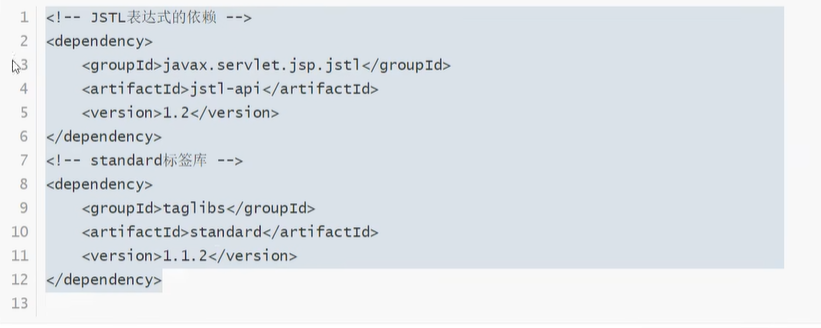 1 <!-- JSTL表达式的依赖 -->
2 <dependency>
3     <groupId>javax.servlet.jsp.jstl</groupId>
4     <artifactId>jstl-api</artifactId>
5     <version>1.2</version>
6 </dependency>
7 <!-- standard标签库 -->
8 <dependency>
9     <groupId>taglibs</groupId>
10     <artifactId>standard</artifactId>
11     <version>1.1.2</version>
12 </dependency>
13